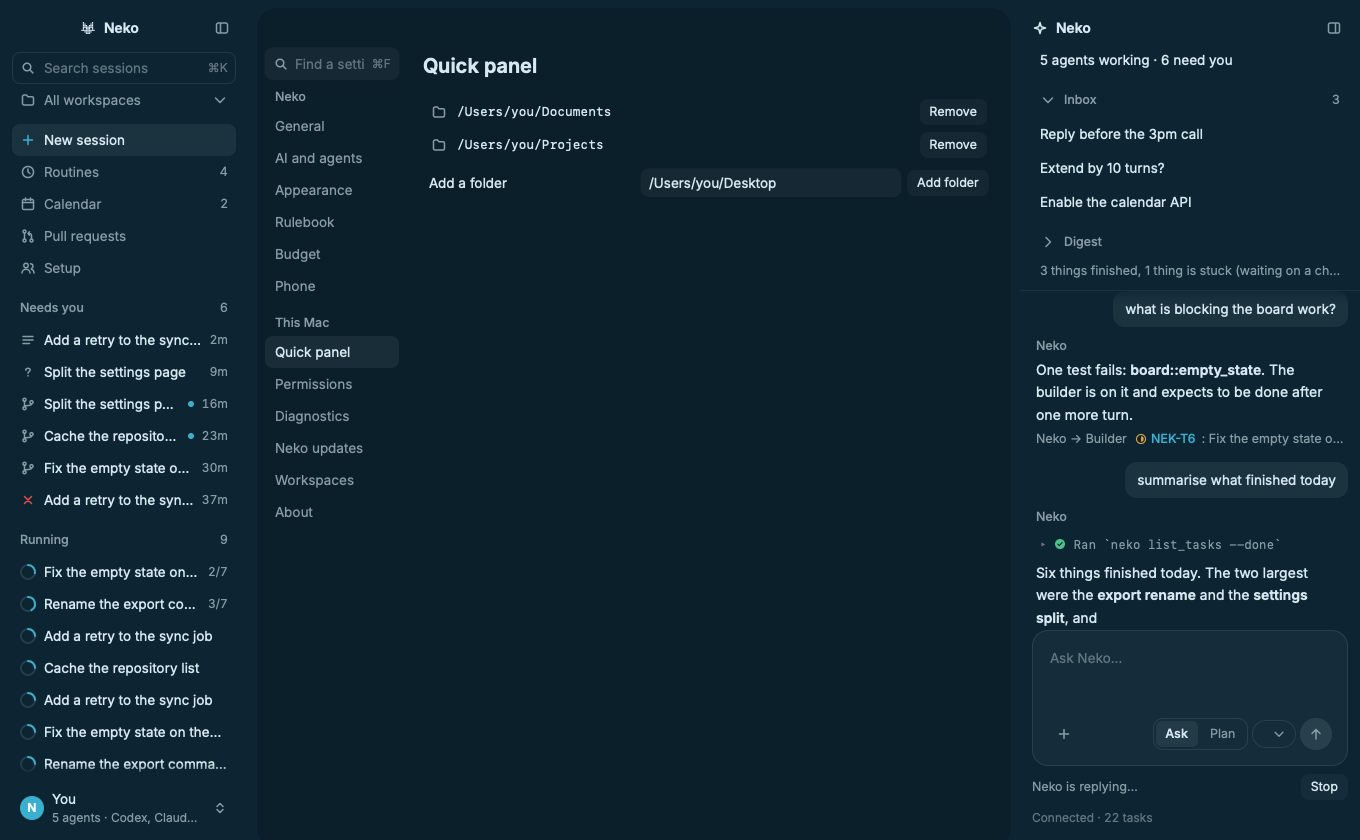 Neko
Search sessions ⌘K
All workspaces
New session
Routines 4
Calendar 2
Pull requests
Setup
Needs you 6
Add a retry to the sync... 2m
? Split the settings page 9m
Split the settings p... 16m
Cache the reposito... 23m
Fix the empty state o... 30m
Add a retry to the syn... 37m
Running 9
Fix the empty state on... 2/7
Rename the export co... 3/7
Add a retry to the sync job
Cache the repository list
Add a retry to the sync job
Fix the empty state on the...
Rename the export comma...
N You
5 agents · Codex, Claud...
Find a setti ⌘F
Neko
General
AI and agents
Appearance
Rulebook
Budget
Phone
This Mac
Quick panel
Permissions
Diagnostics
Neko updates
Workspaces
About
Quick panel
/Users/you/Documents Remove
/Users/you/Projects Remove
Add a folder /Users/you/Desktop Add folder
Neko
5 agents working · 6 need you
Inbox 3
Reply before the 3pm call
Extend by 10 turns?
Enable the calendar API
Digest
3 things finished, 1 thing is stuck (waiting on a ch...
what is blocking the board work?
Neko
One test fails: board::empty_state. The
builder is on it and expects to be done after
one more turn.
Neko → Builder NEK-T6 : Fix the empty state o...
summarise what finished today
Neko
Ran `neko list_tasks --done`
Six things finished today. The two largest
were the export rename and the settings
split, and
Ask Neko...
Ask Plan
Neko is replying... Stop
Connected · 22 tasks